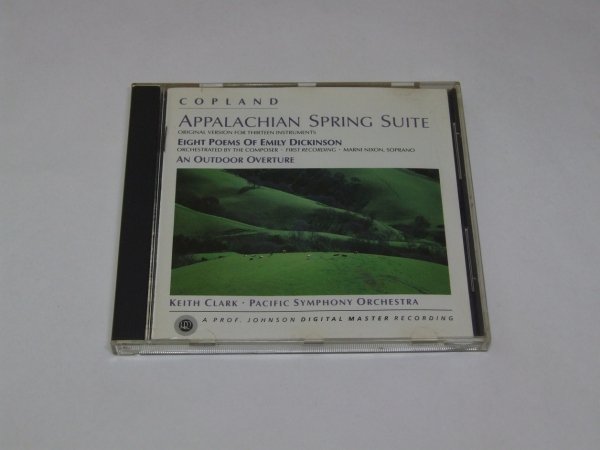 COPLAND
APPALACHIAN SPRING SUITE
ORIGINAL VERSION FOR THIRTEEN INSTRUMENTS
EIGHT POEMS OF EMILY DICKINSON
ORCHESTRATED BY THE COMPOSER · FIRST RECORDING · MARNI NIXON, SOPRANO
AN OUTDOOR OVERTURE
KEITH CLARK · PACIFIC SYMPHONY ORCHESTRA
A PROF. JOHNSON DIGITAL MASTER RECORDING